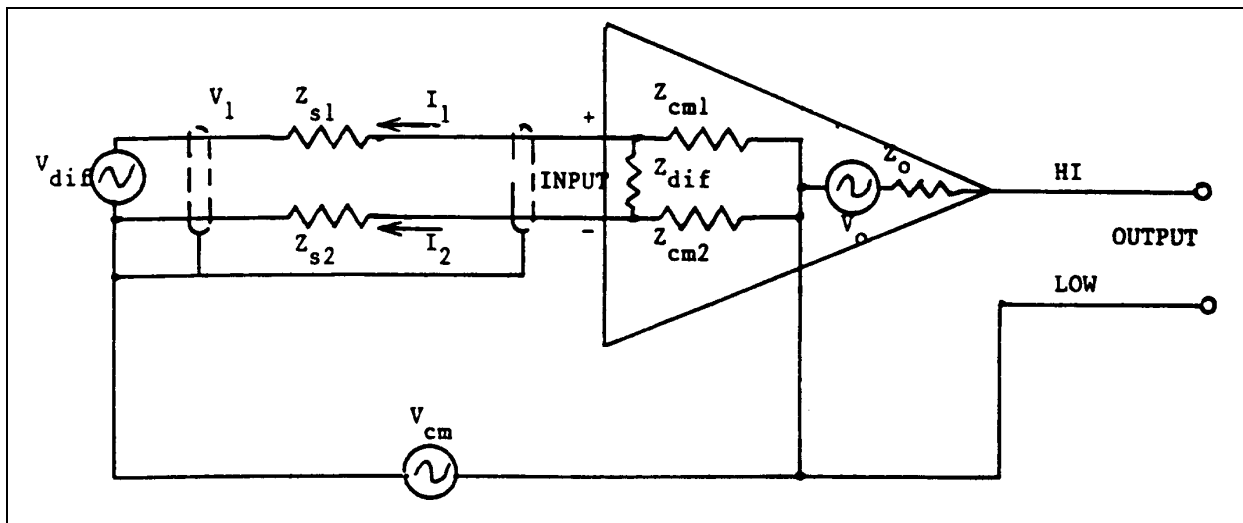 V1
Zs1
I1
+
Zcm1
Vdif
INPUT
Zdif
Zo
HI
Zs2
I2
-
Zcm2
Vo
OUTPUT
LOW
Vcm